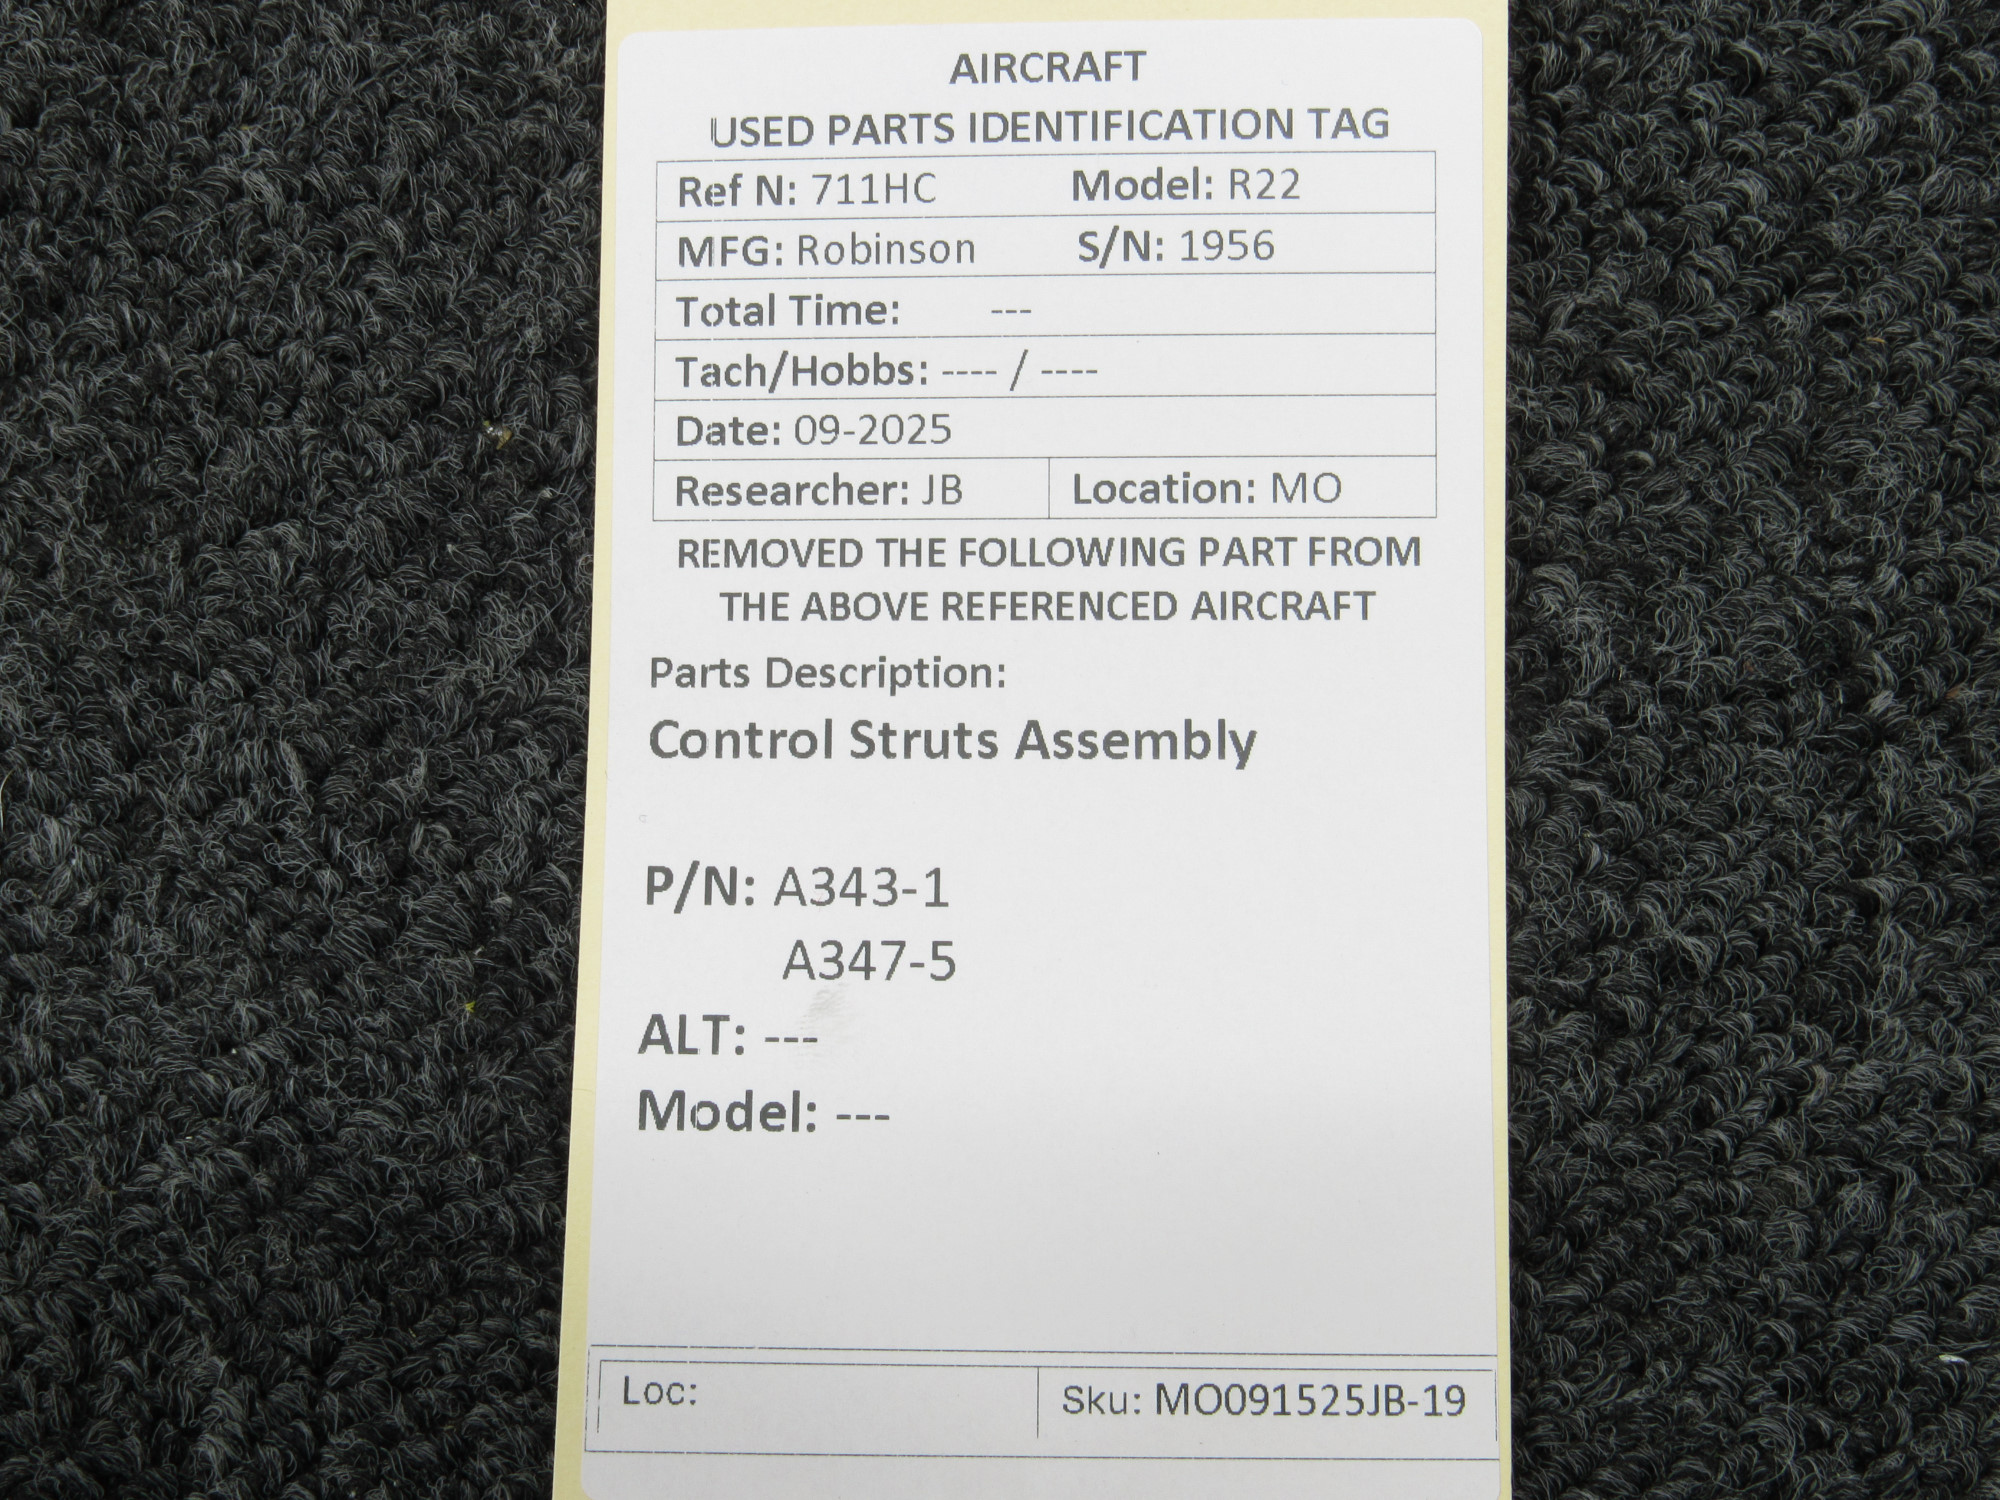 AIRCRAFT
USED PARTS IDENTIFICATION TAG
Ref N: 711HC Model: R22
MFG: Robinson S/N: 1956
Total Time: ---
Tach/Hobbs: ---- / ----
Date: 09-2025
Researcher: JB Location: MO
REMOVED THE FOLLOWING PART FROM
THE ABOVE REFERENCED AIRCRAFT
Parts Description:
Control Struts Assembly
P/N: A343-1
A347-5
ALT: ---
Model: ---
Loc: Sku: MO091525JB-19